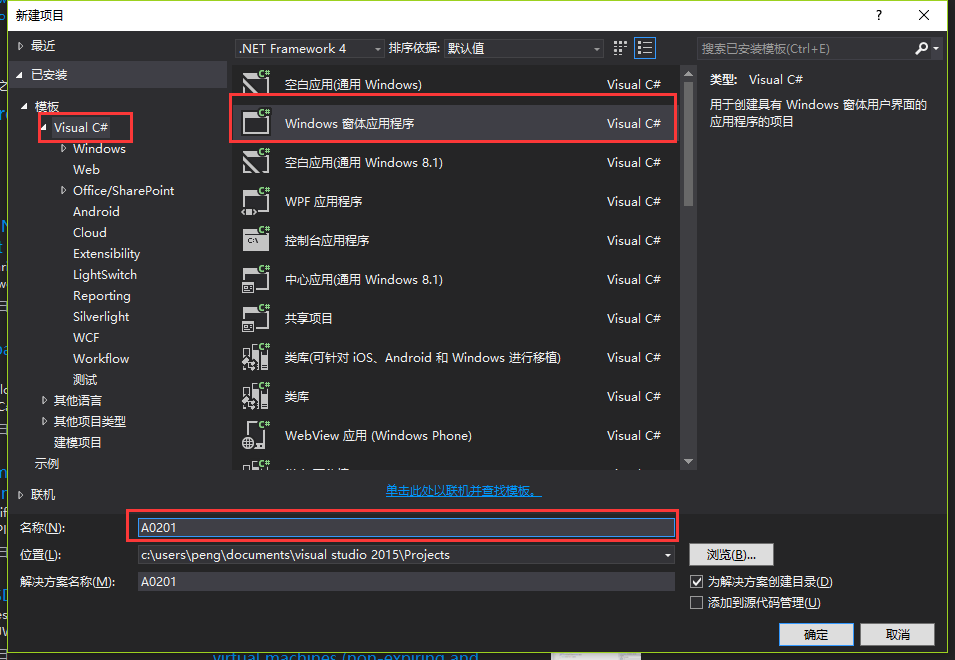 新建项目
? ×
最近
.NET Framework 4 排序依据: 默认值
搜索已安装模板(Ctrl+E)
已安装
模板
Visual C#
Windows
Web
Office/SharePoint
Android
Cloud
Extensibility
LightSwitch
Reporting
Silverlight
WCF
Workflow
测试
其他语言
其他项目类型
建模项目
示例
联机
空白应用(通用 Windows) Visual C#
Windows 窗体应用程序 Visual C#
空白应用(通用 Windows 8.1) Visual C#
WPF 应用程序 Visual C#
控制台应用程序 Visual C#
中心应用(通用 Windows 8.1) Visual C#
共享项目 Visual C#
类库(可针对 iOS、Android 和 Windows 进行移植) Visual C#
类库 Visual C#
WebView 应用 (Windows Phone) Visual C#
类型: Visual C#
用于创建具有 Windows 窗体用户界面的
应用程序的项目
单击此处以联机并查找模板。
名称(N): A0201
位置(L): c:\users\peng\documents\visual studio 2015\Projects
浏览(B)...
解决方案名称(M): A0201
为解决方案创建目录(D)
添加到源代码管理(U)
确定 取消
virtual machines (non-expiring and